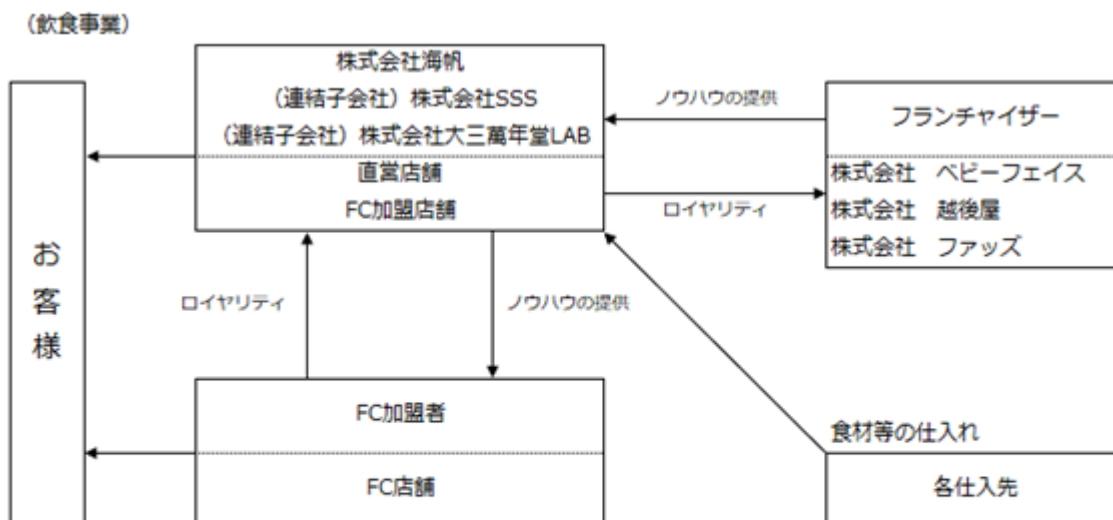 (飲食事業)
株式会社海帆
(連結子会社)株式会社SSS
(連結子会社)株式会社大三萬年堂LAB
直営店舗
FC加盟店舗
ノウハウの提供
ロイヤリティ
フランチャイザー
株式会社　ベビーフェイス
株式会社　越後屋
株式会社　ファッズ
お客様
ロイヤリティ
ノウハウの提供
FC加盟者
FC店舗
食材等の仕入れ
各仕入先